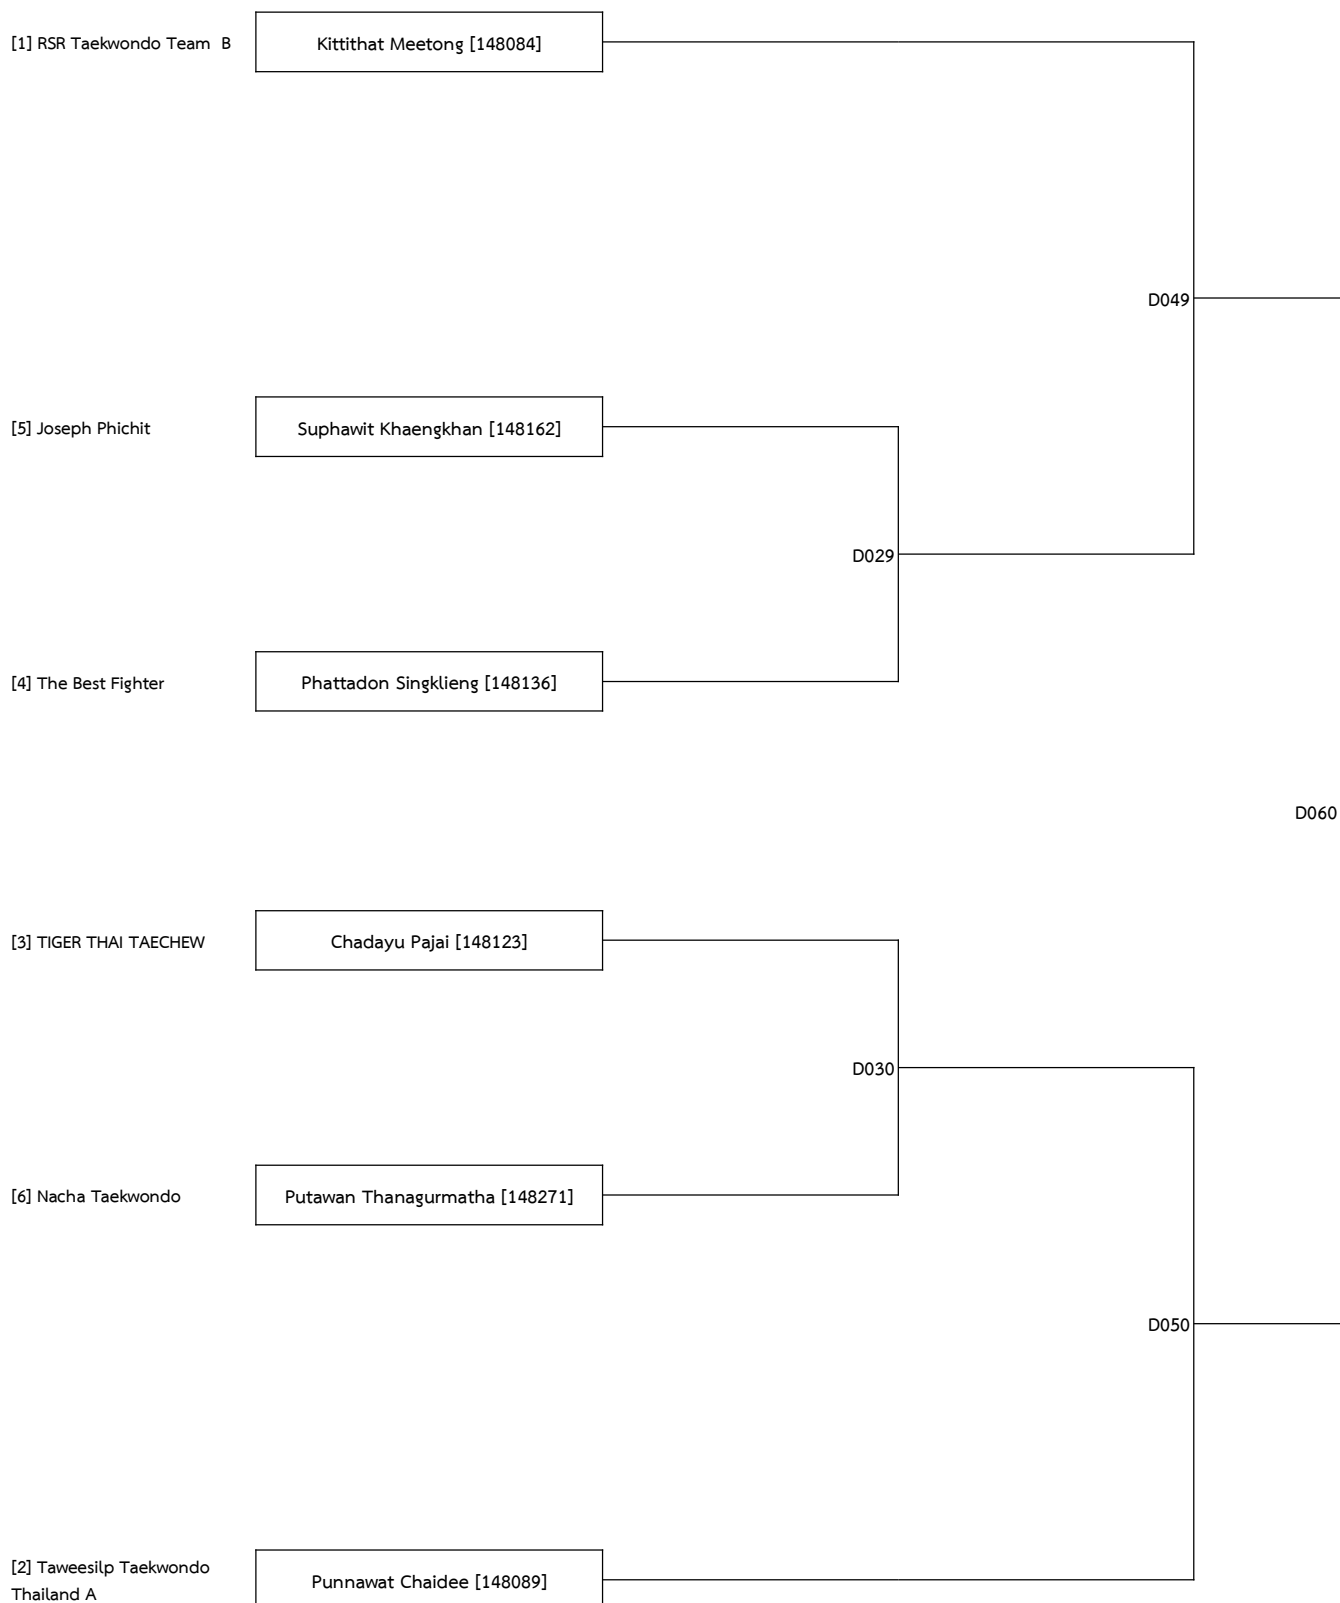 [1] RSR Taekwondo Team  B
Kittithat Meetong [148084]
D049
[5] Joseph Phichit
Suphawit Khaengkhan [148162]
D029
[4] The Best Fighter
Phattadon Singklieng [148136]
D060
[3] TIGER THAI TAECHEW
Chadayu Pajai [148123]
D030
[6] Nacha Taekwondo
Putawan Thanagurmatha [148271]
D050
[2] Taweesilp Taekwondo
Thailand A
Punnawat Chaidee [148089]